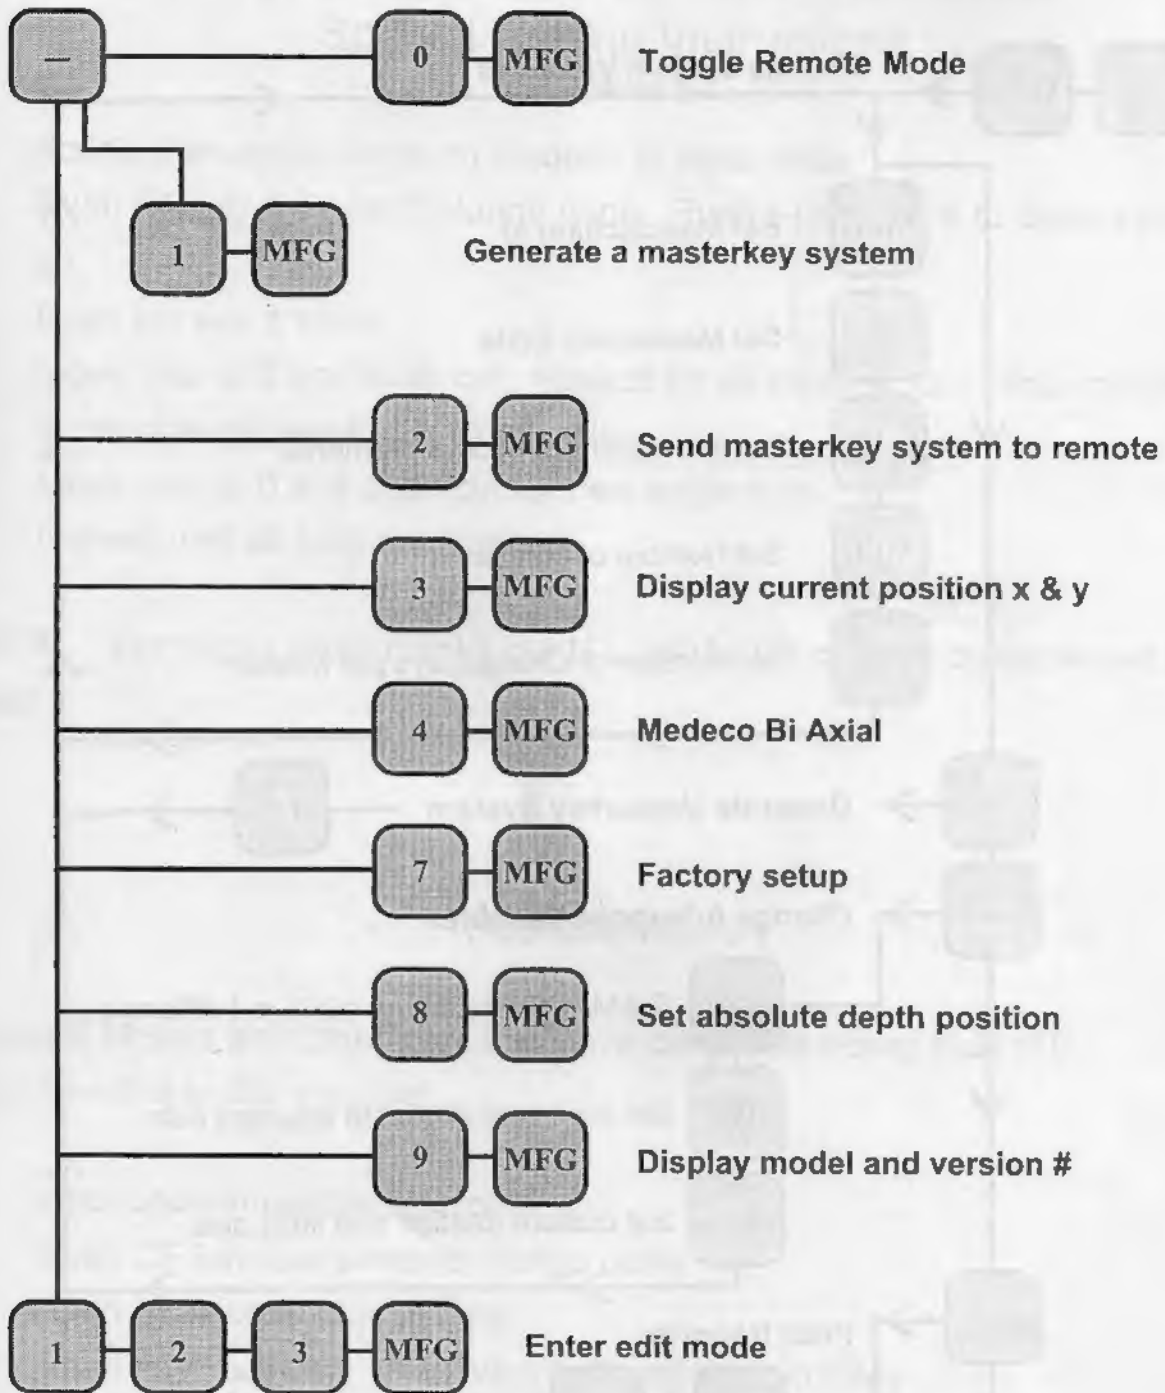 — 0 MFG Toggle Remote Mode
1 MFG Generate a masterkey system
2 MFG Send masterkey system to remote
3 MFG Display current position x & y
4 MFG Medeco Bi Axial
7 MFG Factory setup
8 MFG Set absolute depth position
9 MFG Display model and version #
1 2 3 MFG Enter edit mode